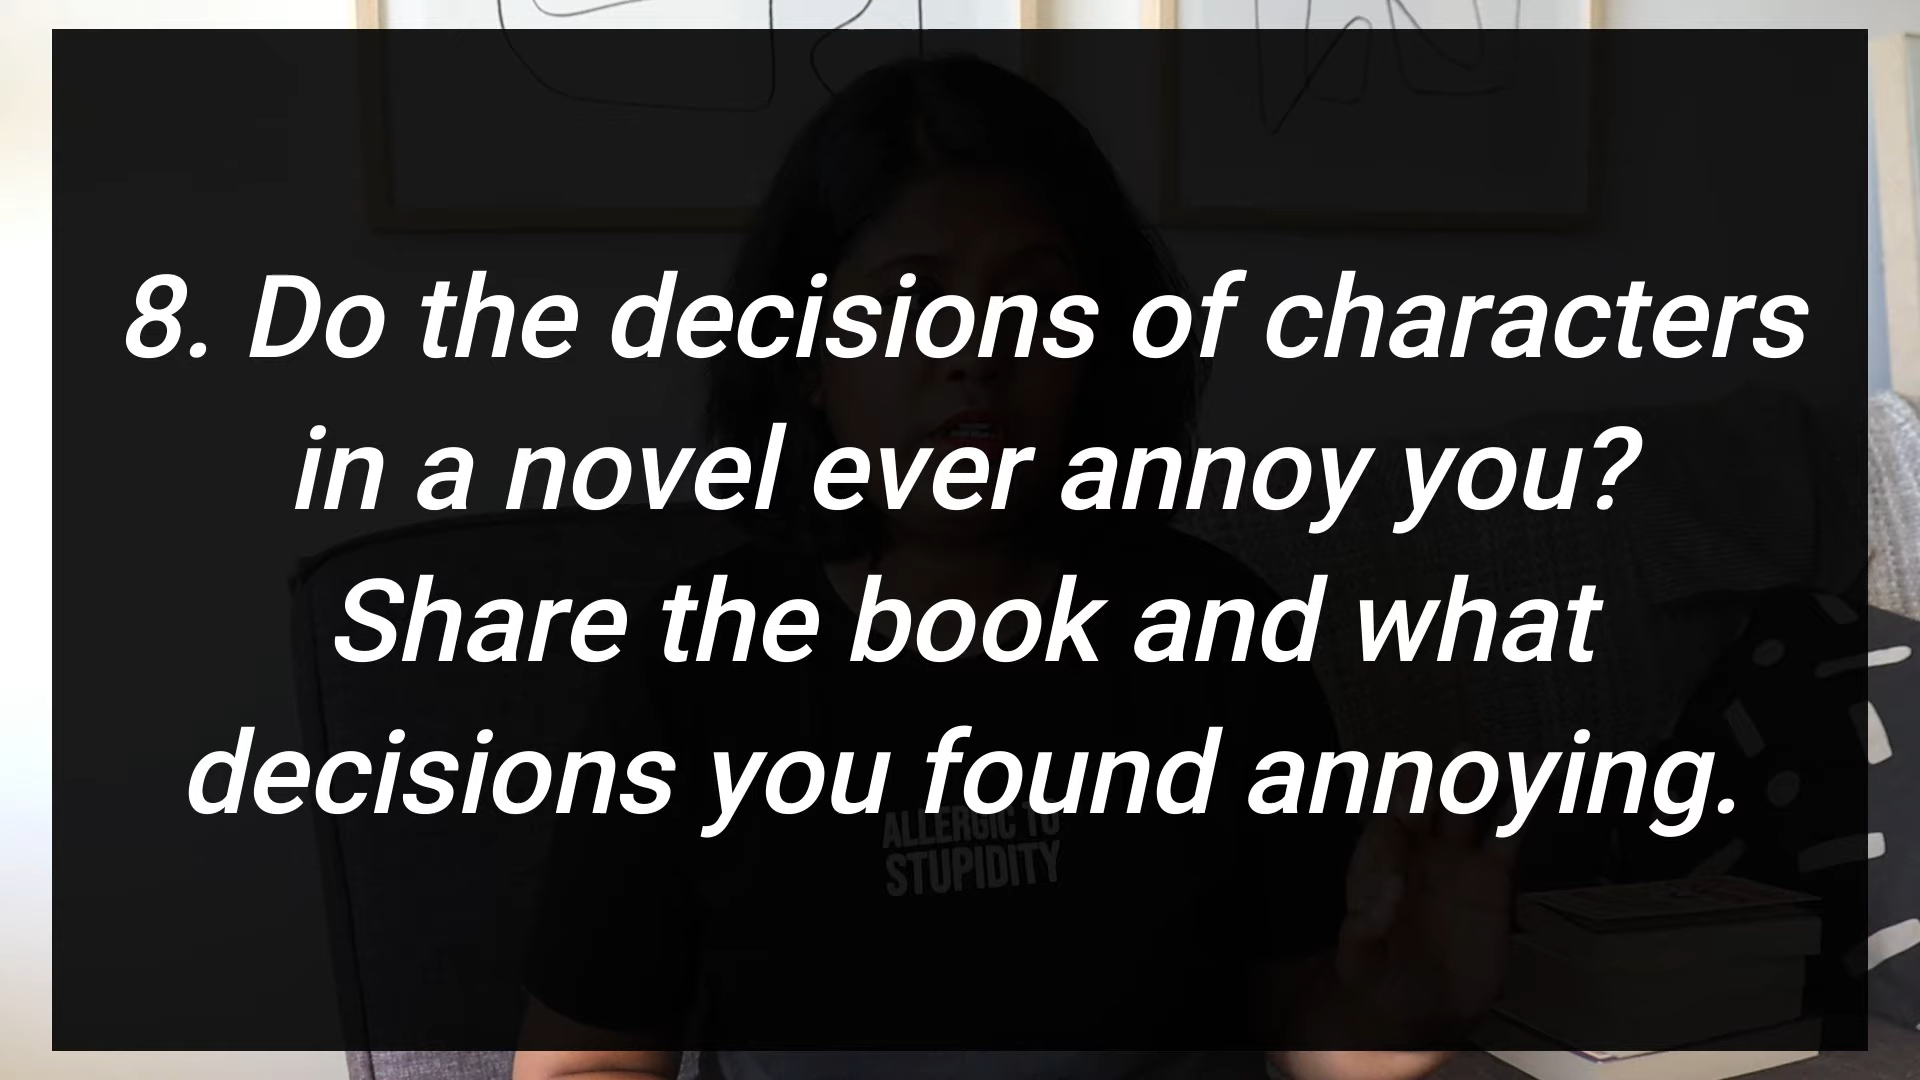 8. Do the decisions of characters
in a novel ever annoy you?
Share the book and what
decisions you found annoying.
ALLERGIC TO
STUPIDITY